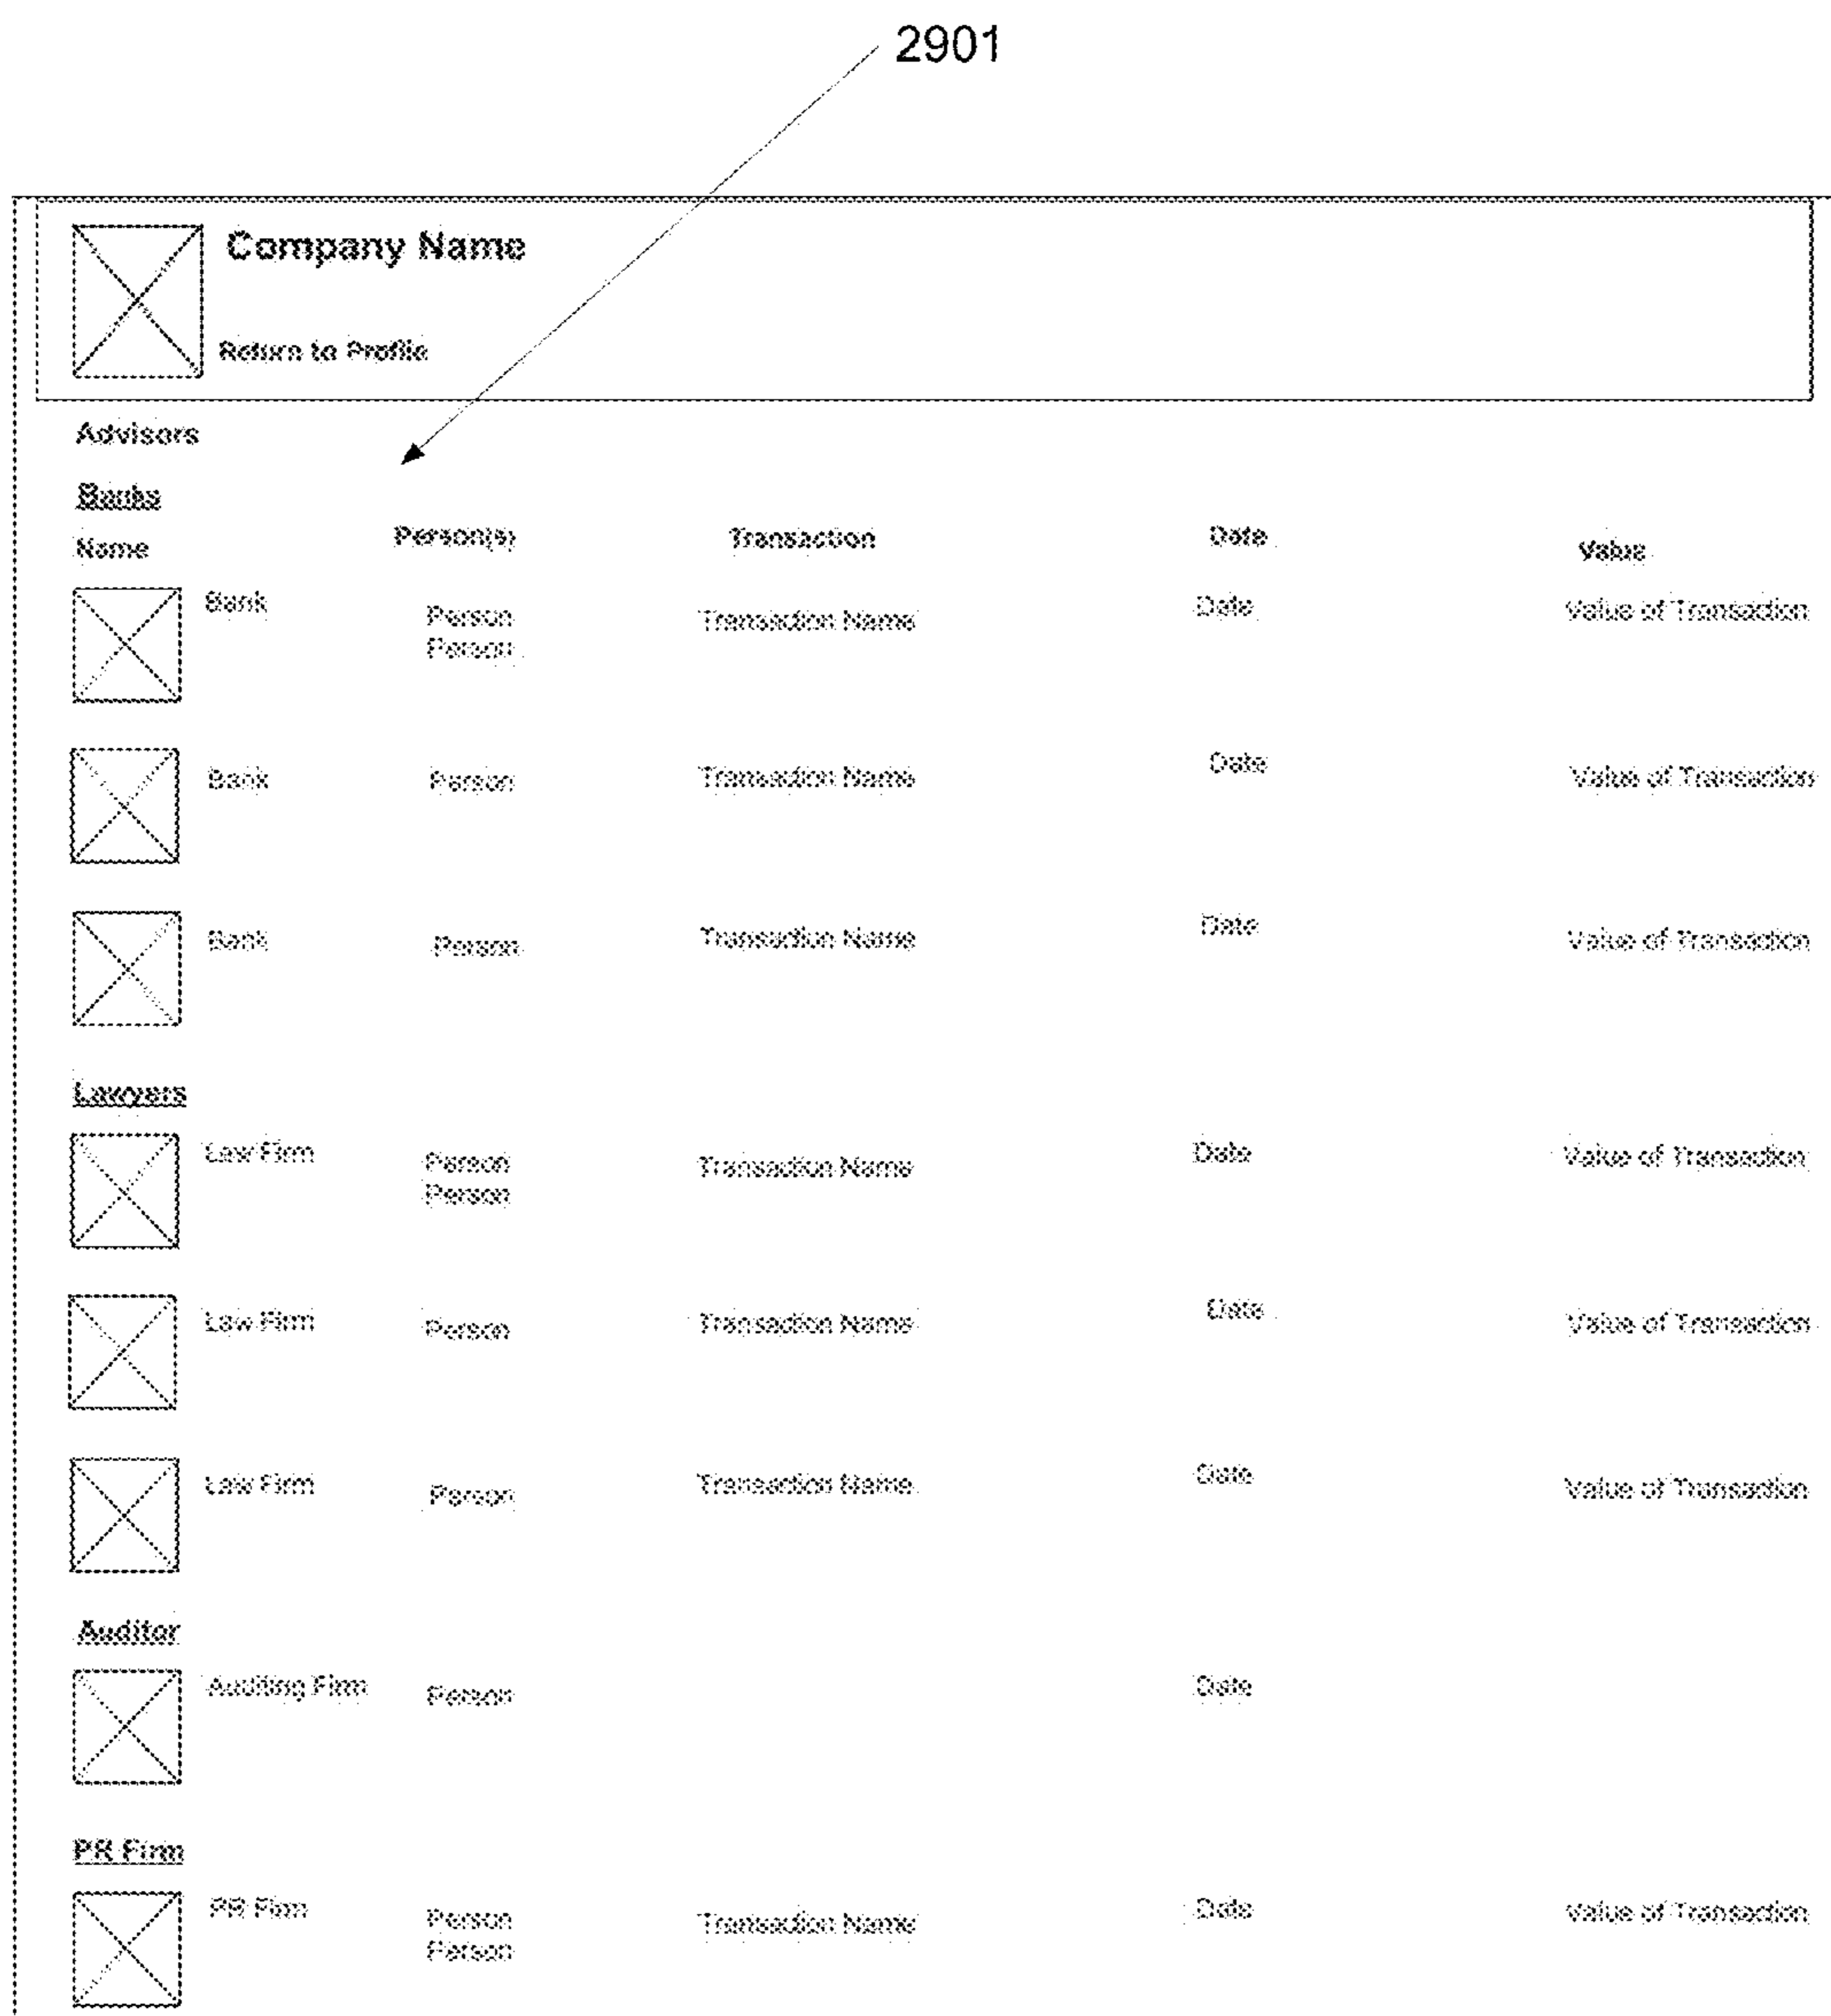 2901
Company Name
Return to Profile
Advisors
Banks
Name Person(s) Transaction Date Value
Bank Person Transaction Name Date Value of Transaction
Person
Bank Person Transaction Name Date Value of Transaction
Bank Person Transaction Name Date Value of Transaction
Lawyers
Law Firm Person Transaction Name Date Value of Transaction
Person
Law Firm Person Transaction Name Date Value of Transaction
Law Firm Person Transaction Name Date Value of Transaction
Auditor
Auditing Firm Person Date
PR Firm
PR Firm Person Transaction Name Date Value of Transaction
Person